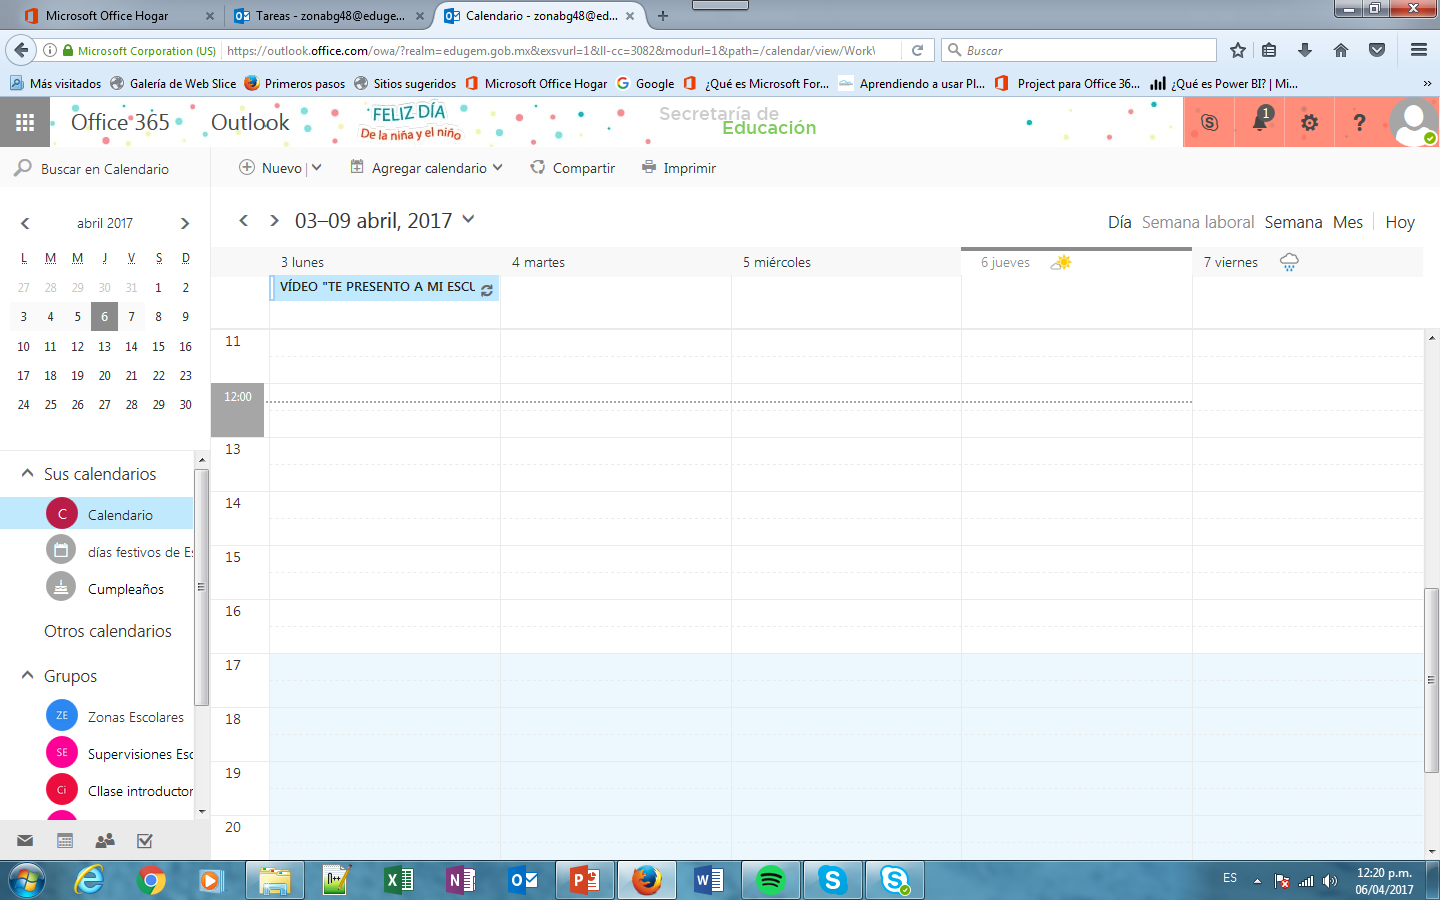 Microsoft Office Hogar
Tareas - zonabg48@eduge...
Calendario - zonabg48@ed...
Microsoft Corporation (US)
https://outlook.office.com/owa/?realm=edugem.gob.mx&exsvurl=1&ll-cc=3082&modurl=1&path=/calendar/view/Work\
Buscar
Más visitados
Galería de Web Slice
Primeros pasos
Sitios sugeridos
Microsoft Office Hogar
Google
¿Qué es Microsoft For...
Aprendiendo a usar Pl...
Project para Office 36...
¿Qué es Power BI? | Mi...
Office 365
Outlook
FELIZ DÍA
De la niña y el niño
Secretaría de
Educación
1
Buscar en Calendario
Nuevo
Agregar calendario
Compartir
Imprimir
abril 2017
L M M J V S D
27 28 29 30 31 1 2
3 4 5 6 7 8 9
10 11 12 13 14 15 16
17 18 19 20 21 22 23
24 25 26 27 28 29 30
03–09 abril, 2017
Día Semana laboral Semana Mes Hoy
3 lunes
4 martes
5 miércoles
6 jueves
7 viernes
VÍDEO "TE PRESENTO A MI ESCU
11
12:00
13
14
15
16
17
18
19
20
Sus calendarios
C Calendario
días festivos de Es
Cumpleaños
Otros calendarios
Grupos
ZE Zonas Escolares
SE Supervisiones Esc
Ci Cllase introductor
ES
12:20 p.m.
06/04/2017